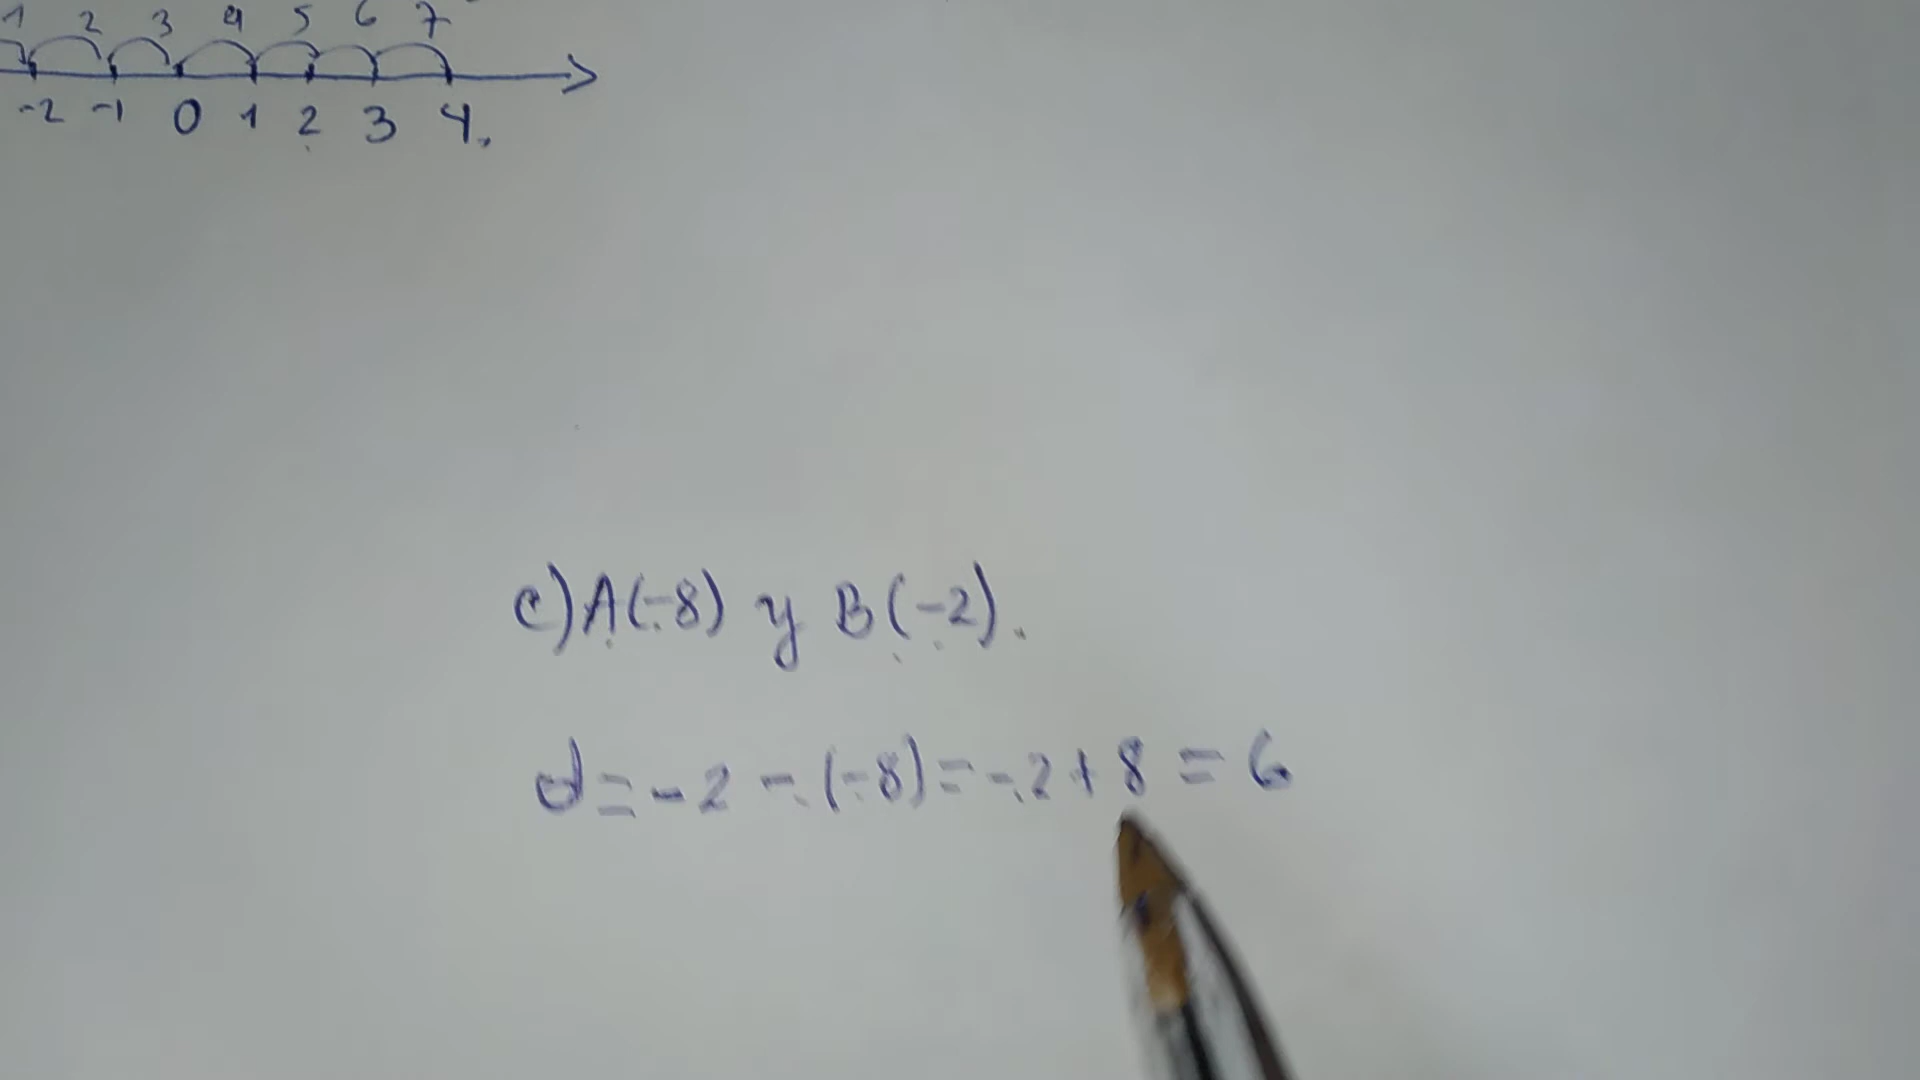 1 2 3 4 5 6 7
-2 -1 0 1 2 3 4.
c) A(-8) y B(-2).
d = -2 - (-8) = -2 + 8 = 6